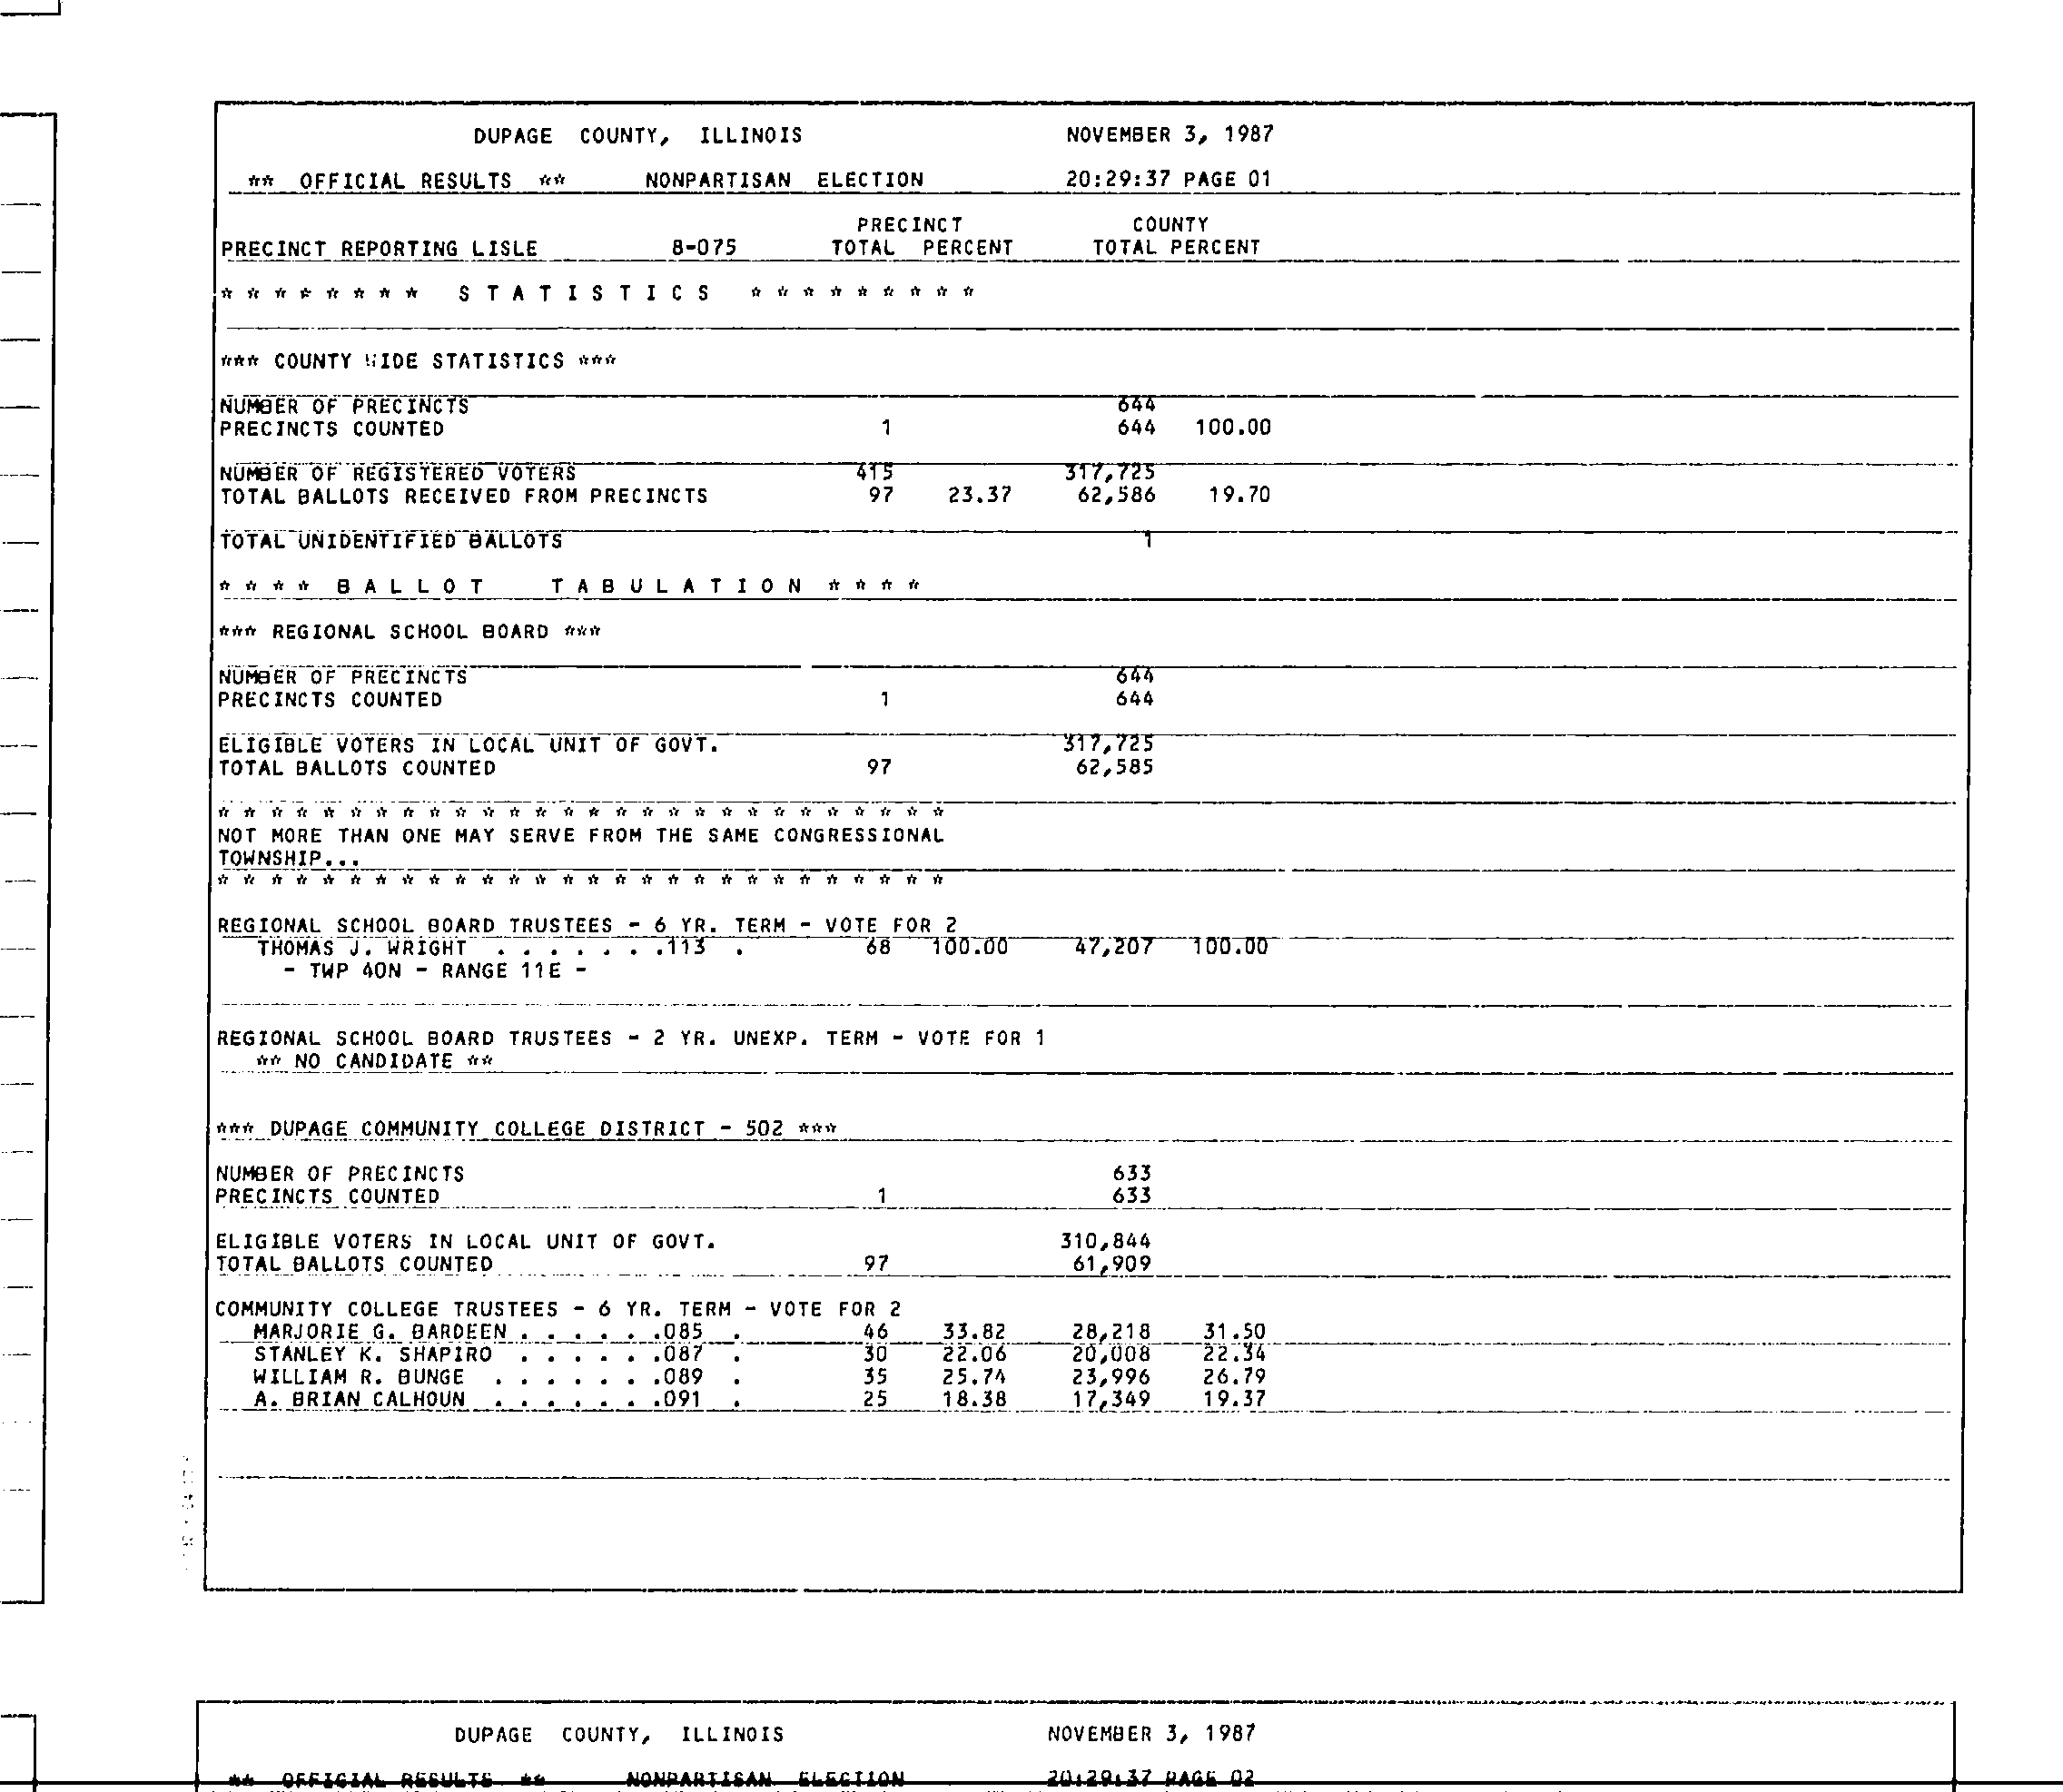 DUPAGE COUNTY, ILLINOIS NOVEMBER 3, 1987
** OFFICIAL RESULTS ** NONPARTISAN ELECTION 20:29:37 PAGE 01
PRECINCT COUNTY
PRECINCT REPORTING LISLE 8-075 TOTAL PERCENT TOTAL PERCENT
* * * * * * * * S T A T I S T I C S * * * * * * * * *
*** COUNTY WIDE STATISTICS ***
NUMBER OF PRECINCTS 644
PRECINCTS COUNTED 1 644 100.00
NUMBER OF REGISTERED VOTERS 415 317,725
TOTAL BALLOTS RECEIVED FROM PRECINCTS 97 23.37 62,586 19.70
TOTAL UNIDENTIFIED BALLOTS 1
* * * * B A L L O T T A B U L A T I O N * * * *
*** REGIONAL SCHOOL BOARD ***
NUMBER OF PRECINCTS 644
PRECINCTS COUNTED 1 644
ELIGIBLE VOTERS IN LOCAL UNIT OF GOVT. 317,725
TOTAL BALLOTS COUNTED 97 62,585
* * * * * * * * * * * * * * * * * * * * * * * * * * * *
NOT MORE THAN ONE MAY SERVE FROM THE SAME CONGRESSIONAL
TOWNSHIP...
* * * * * * * * * * * * * * * * * * * * * * * * * * * *
REGIONAL SCHOOL BOARD TRUSTEES - 6 YR. TERM - VOTE FOR 2
THOMAS J. WRIGHT . . . . . . .113 . 68 100.00 47,207 100.00
- TWP 40N - RANGE 11E -
REGIONAL SCHOOL BOARD TRUSTEES - 2 YR. UNEXP. TERM - VOTE FOR 1
** NO CANDIDATE **
*** DUPAGE COMMUNITY COLLEGE DISTRICT - 502 ***
NUMBER OF PRECINCTS 633
PRECINCTS COUNTED 1 633
ELIGIBLE VOTERS IN LOCAL UNIT OF GOVT. 310,844
TOTAL BALLOTS COUNTED 97 61,909
COMMUNITY COLLEGE TRUSTEES - 6 YR. TERM - VOTE FOR 2
MARJORIE G. BARDEEN . . . . . .085 . 46 33.82 28,218 31.50
STANLEY K. SHAPIRO . . . . . .087 . 30 22.06 20,008 22.34
WILLIAM R. BUNGE . . . . . . .089 . 35 25.74 23,996 26.79
A. BRIAN CALHOUN . . . . . . .091 . 25 18.38 17,349 19.37
DUPAGE COUNTY, ILLINOIS NOVEMBER 3, 1987
** OFFICIAL RESULTS ** NONPARTISAN ELECTION 20:29:37 PAGE 02